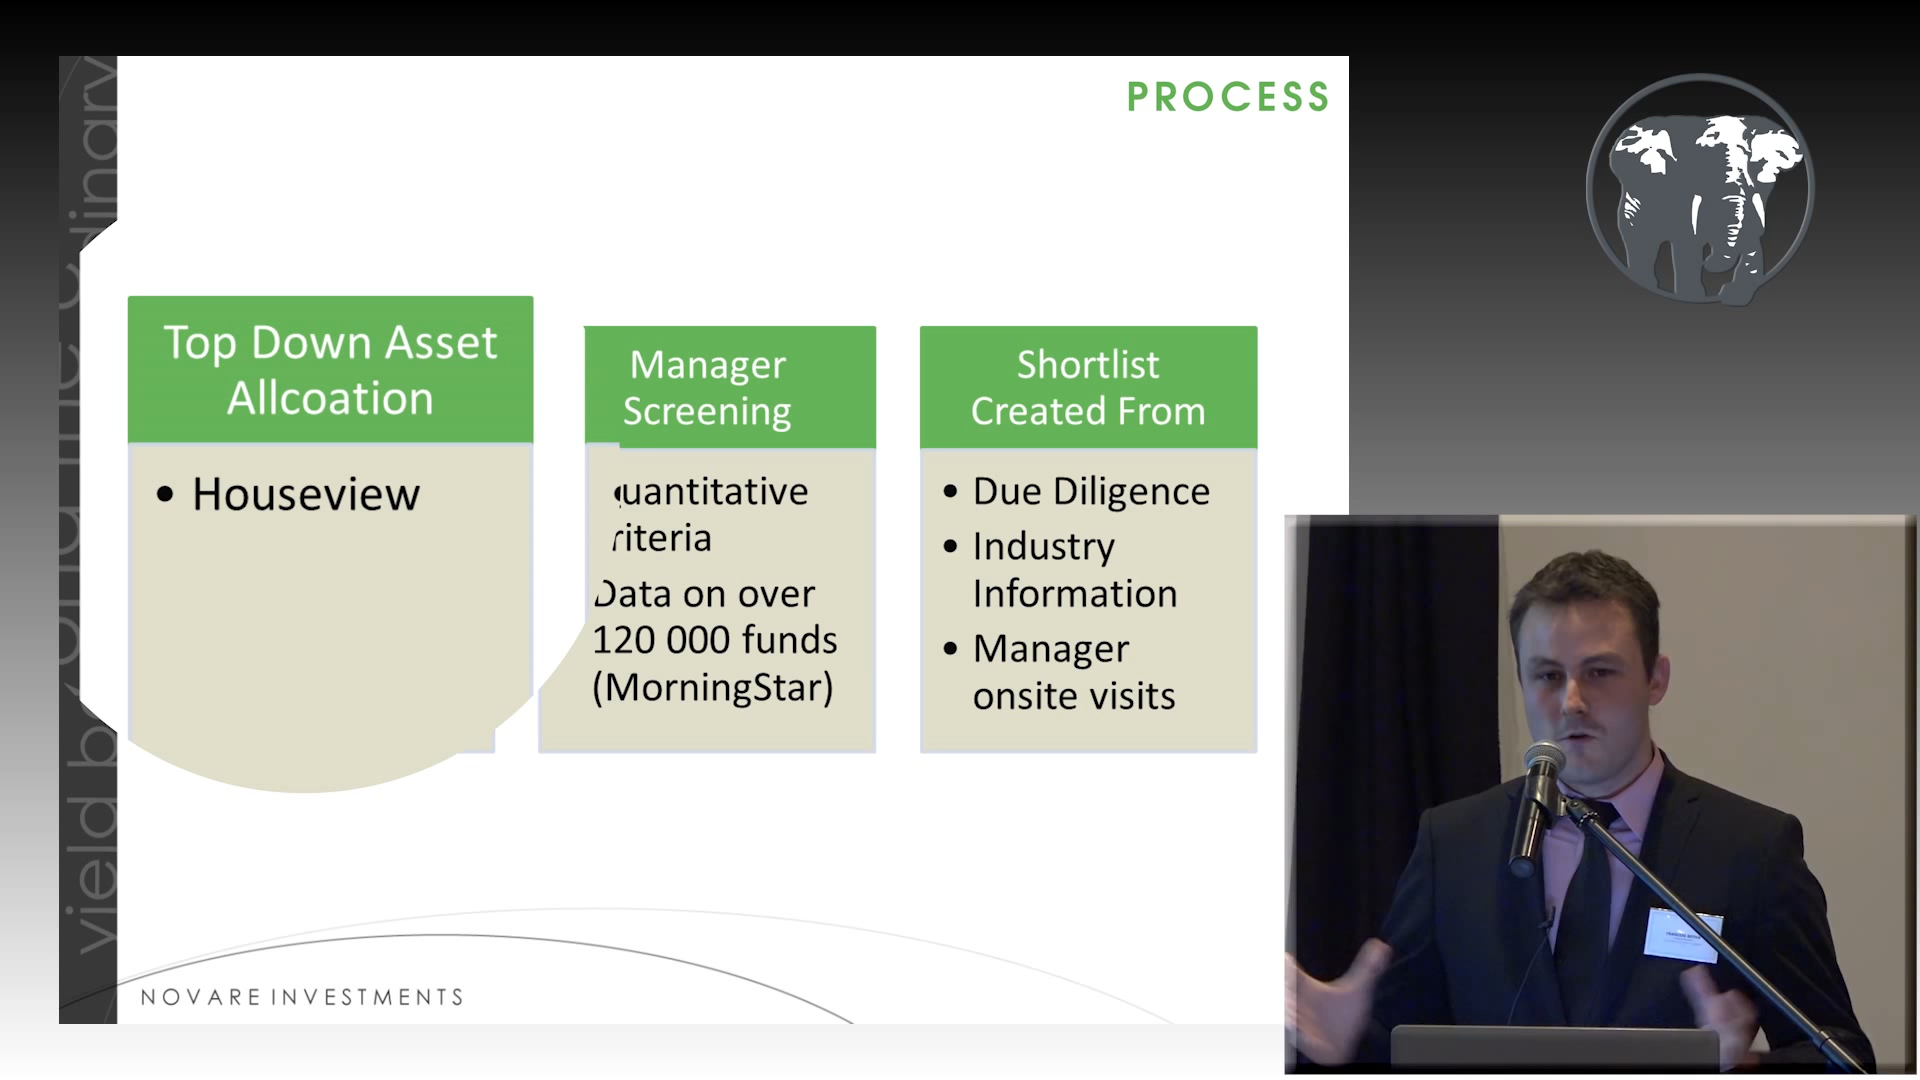 PROCESS
Top Down Asset
Allcoation
• Houseview
Manager
Screening
uantitative
riteria
Data on over
120 000 funds
(MorningStar)
Shortlist
Created From
• Due Diligence
• Industry
Information
• Manager
onsite visits
NOVARE INVESTMENTS
yield